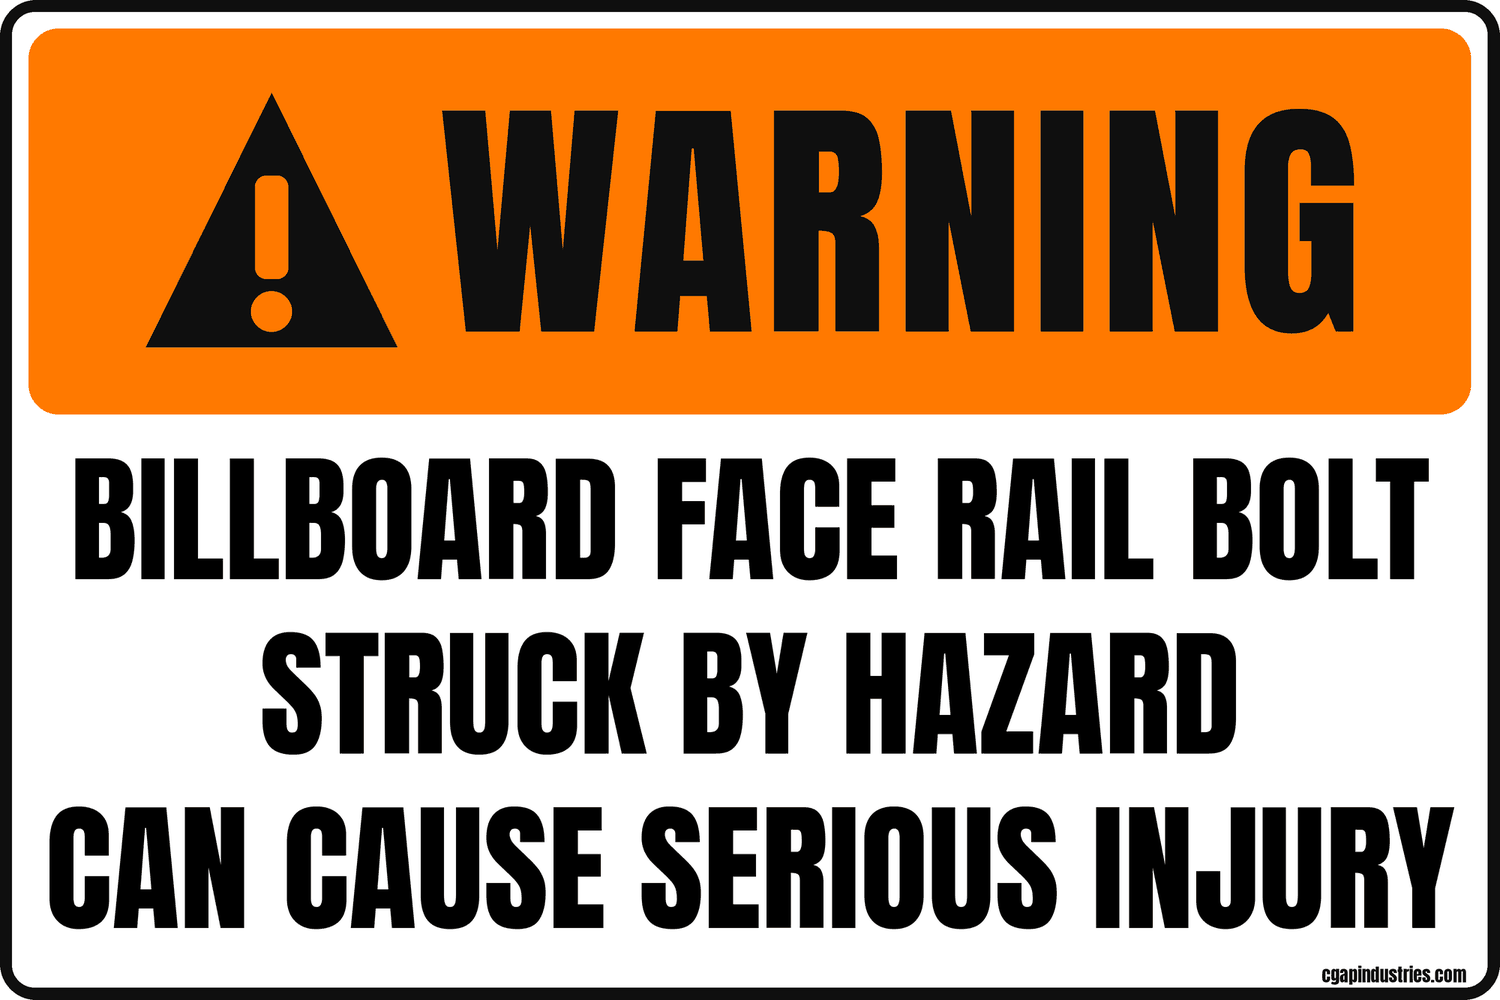 WARNING
BILLBOARD FACE RAIL BOLT
STRUCK BY HAZARD
CAN CAUSE SERIOUS INJURY
cgapindustries.com